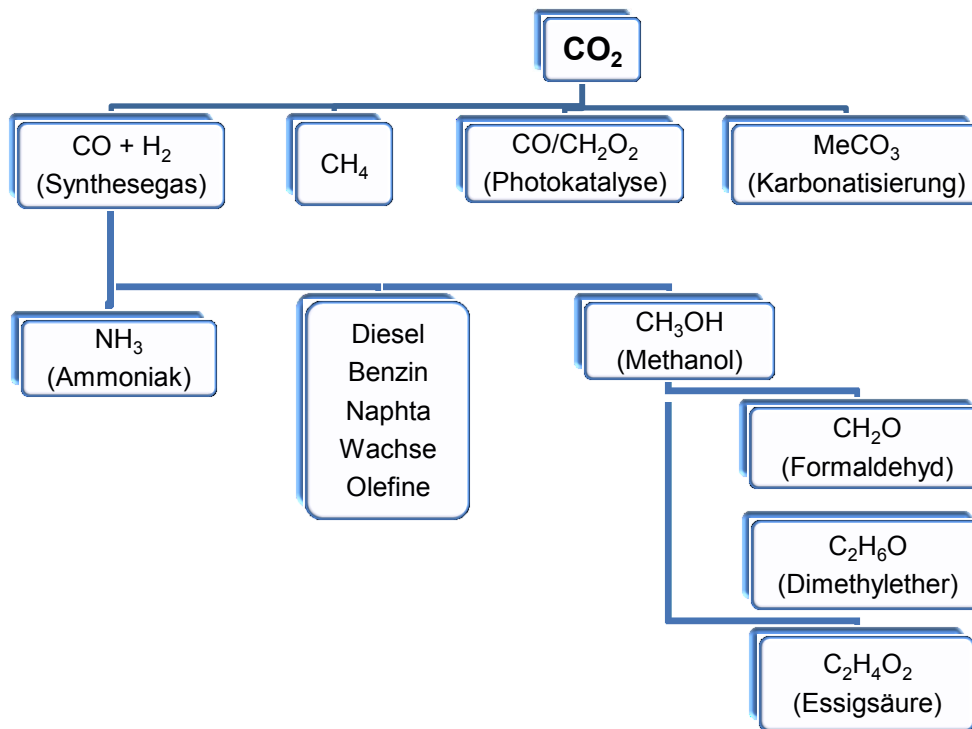 CO₂
CO + H₂
(Synthesegas)
CH₄
CO/CH₂O₂
(Photokatalyse)
MeCO₃
(Karbonatisierung)
NH₃
(Ammoniak)
Diesel
Benzin
Naphta
Wachse
Olefine
CH₃OH
(Methanol)
CH₂O
(Formaldehyd)
C₂H₆O
(Dimethylether)
C₂H₄O₂
(Essigsäure)